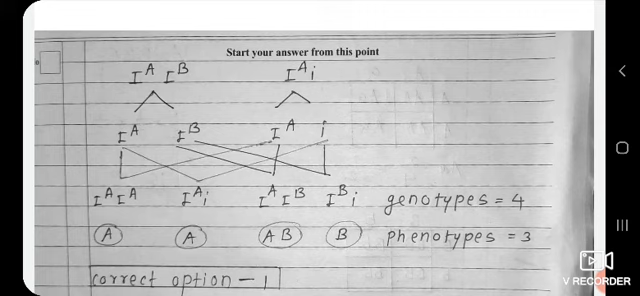 Start your answer from this point
I^A I^B I^A i
I^A I^B I^A i
I^A I^A I^A i I^A I^B I^B i genotypes = 4
A A AB B phenotypes = 3
correct option - 1
V RECORDER